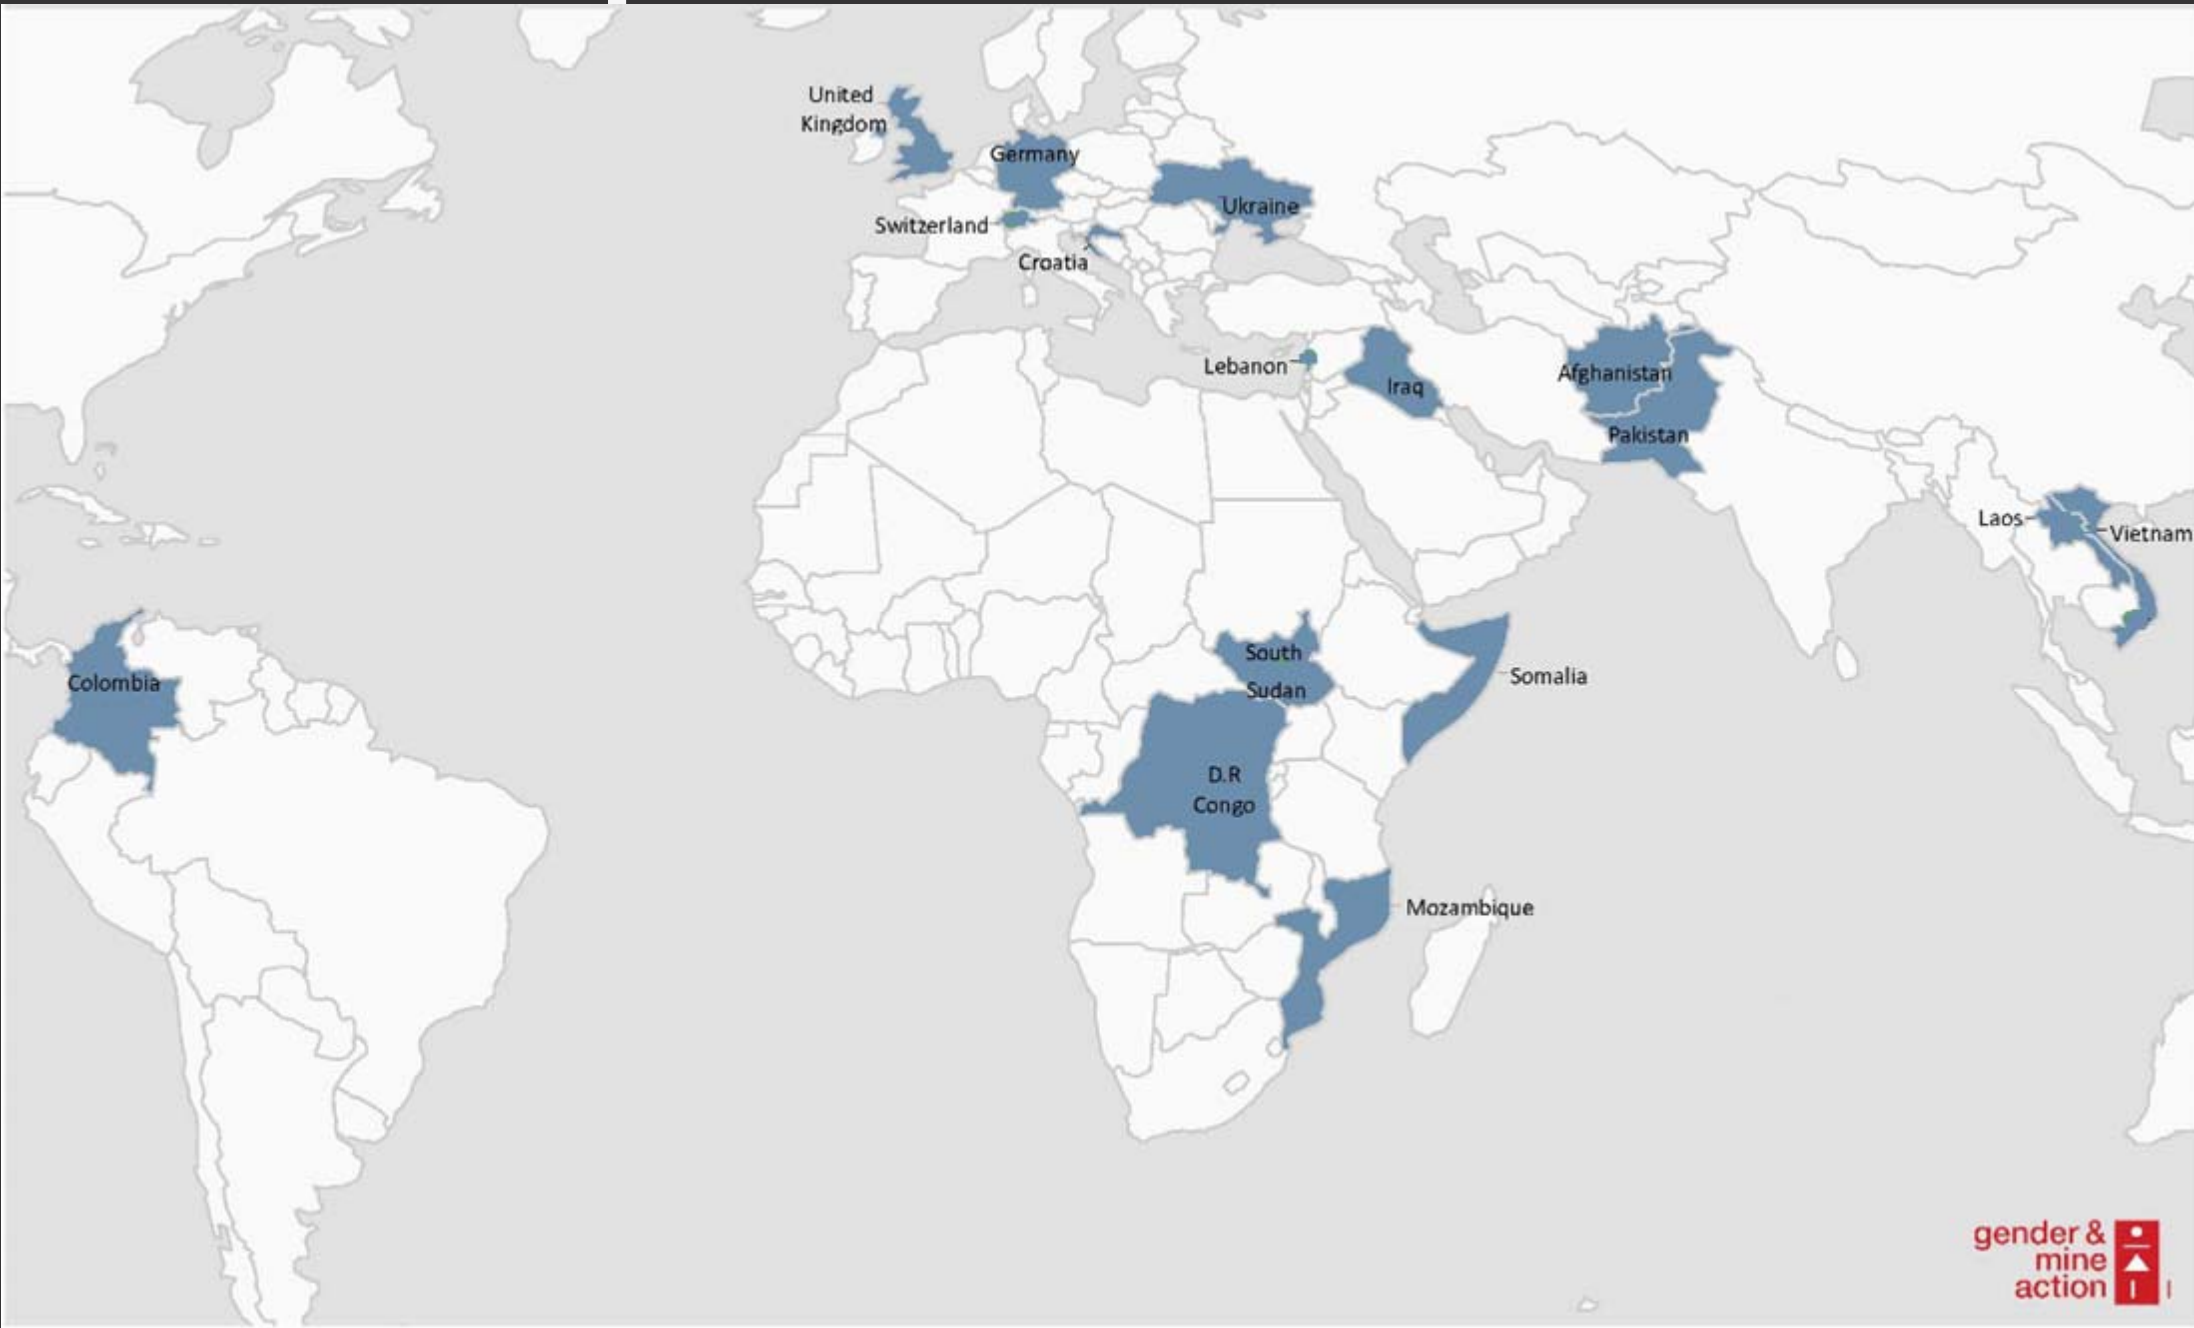 United
Kingdom
Germany
Ukraine
Switzerland
Croatia
Lebanon
Iraq
Afghanistan
Pakistan
Laos
Vietnam
Colombia
South
Sudan
Somalia
D.R
Congo
Mozambique
gender &
mine
action